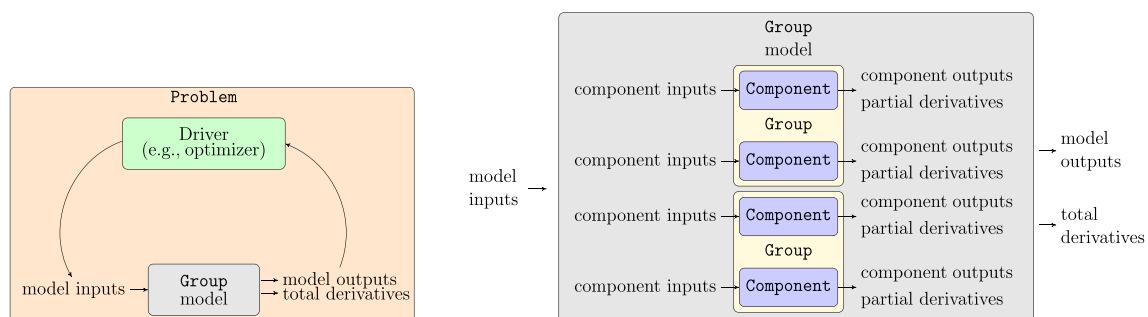 Problem
Driver
(e.g., optimizer)
model inputs
Group
model
model outputs
total derivatives
model
inputs
Group
model
component inputs
Component
component outputs
partial derivatives
Group
component inputs
Component
component outputs
partial derivatives
component inputs
Component
component outputs
partial derivatives
Group
component inputs
Component
component outputs
partial derivatives
model
outputs
total
derivatives